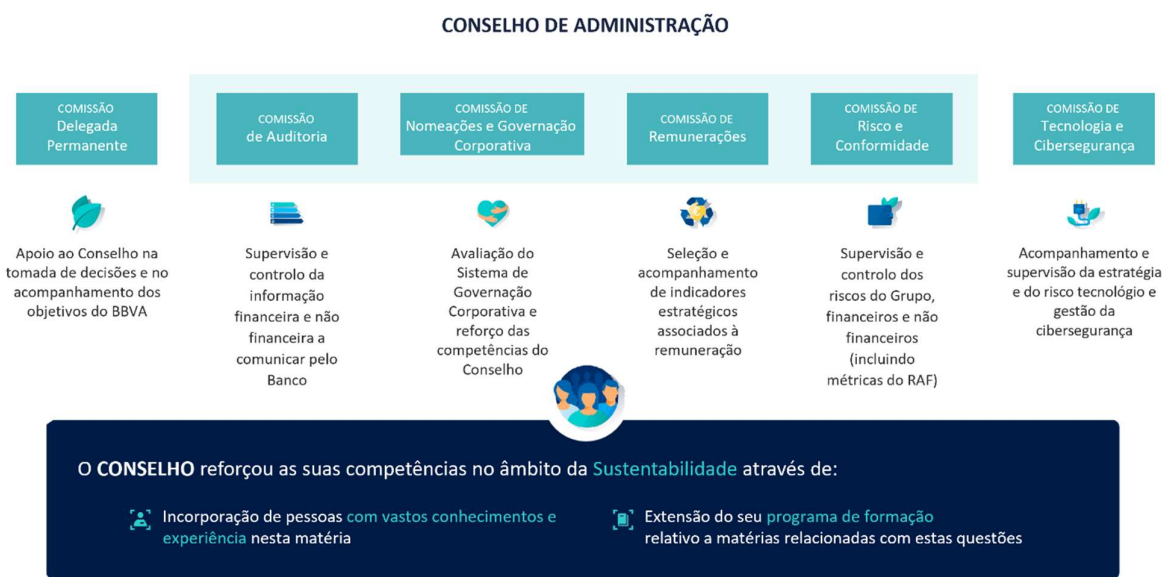 CONSELHO DE ADMINISTRAÇÃO
COMISSÃO
Delegada
Permanente
COMISSÃO
de Auditoria
COMISSÃO DE
Nomeações e Governação
Corporativa
COMISSÃO DE
Remunerações
COMISSÃO DE
Risco e
Conformidade
COMISSÃO DE
Tecnologia e
Cibersegurança
Apoio ao Conselho na
tomada de decisões e no
acompanhamento dos
objetivos do BBVA
Supervisão e
controlo da
informação
financeira e não
financeira a
comunicar pelo
Banco
Avaliação do
Sistema de
Governação
Corporativa e
reforço das
competências do
Conselho
Seleção e
acompanhamento
de indicadores
estratégicos
associados à
remuneração
Supervisão e
controlo dos
riscos do Grupo,
financeiros e não
financeiros
(incluindo
métricas do RAF)
Acompanhamento e
supervisão da estratégia
e do risco tecnológio e
gestão da
cibersegurança
O CONSELHO reforçou as suas competências no âmbito da Sustentabilidade através de:
Incorporação de pessoas com vastos conhecimentos e
experiência nesta matéria
Extensão do seu programa de formação
relativo a matérias relacionadas com estas questões